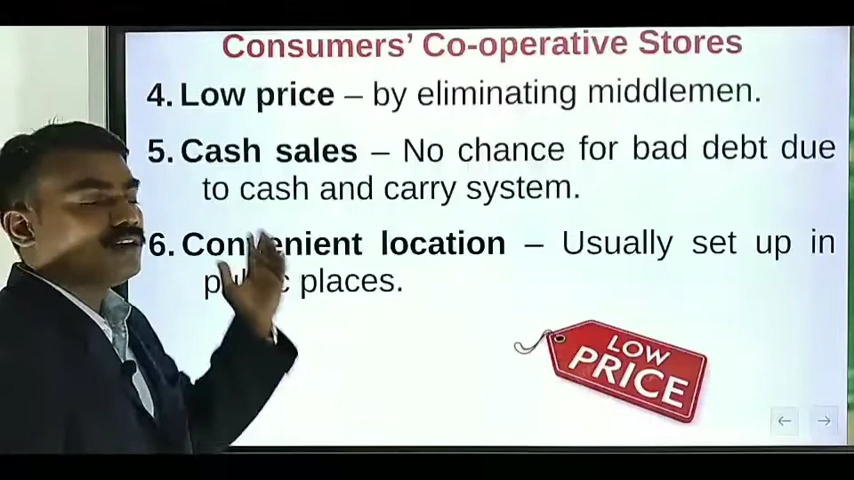 Consumers’ Co-operative Stores
4. Low price – by eliminating middlemen.
5. Cash sales – No chance for bad debt due
to cash and carry system.
6. Convenient location – Usually set up in
places.
LOW
PRICE